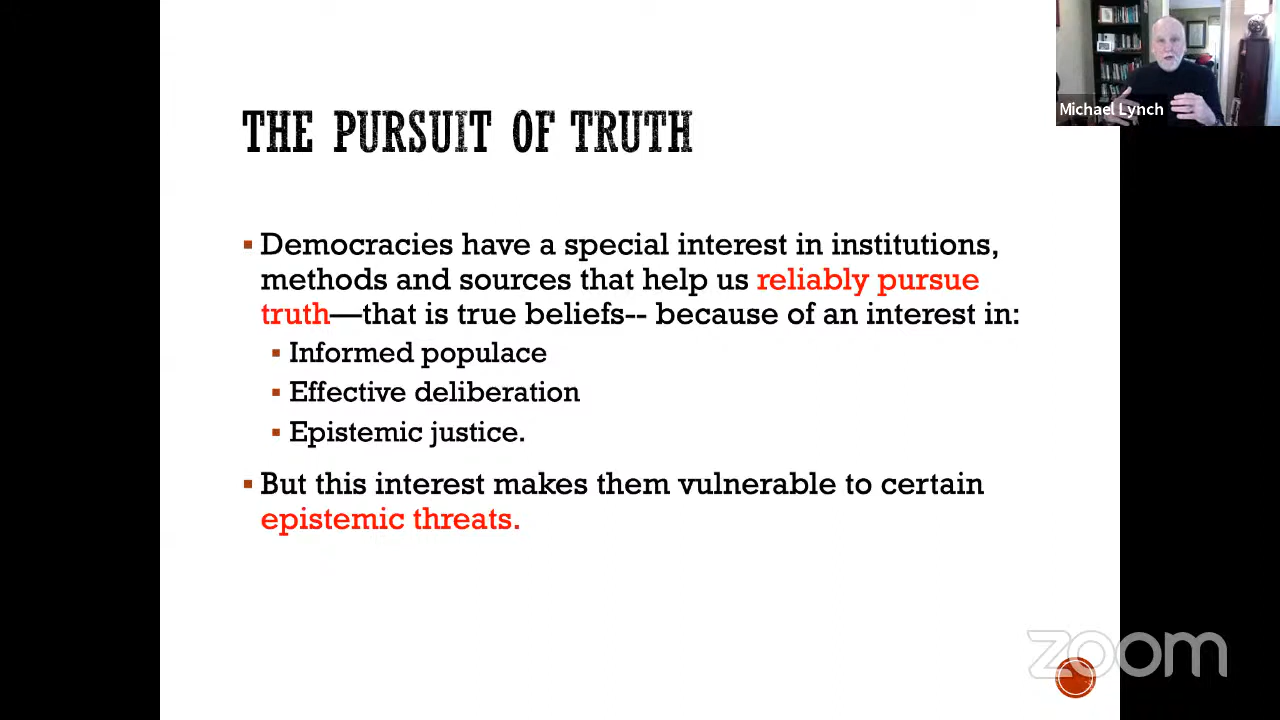 Michael Lynch
THE PURSUIT OF TRUTH
▪ Democracies have a special interest in institutions,
methods and sources that help us reliably pursue
truth—that is true beliefs-- because of an interest in:
▪ Informed populace
▪ Effective deliberation
▪ Epistemic justice.
▪ But this interest makes them vulnerable to certain
epistemic threats.
zoom